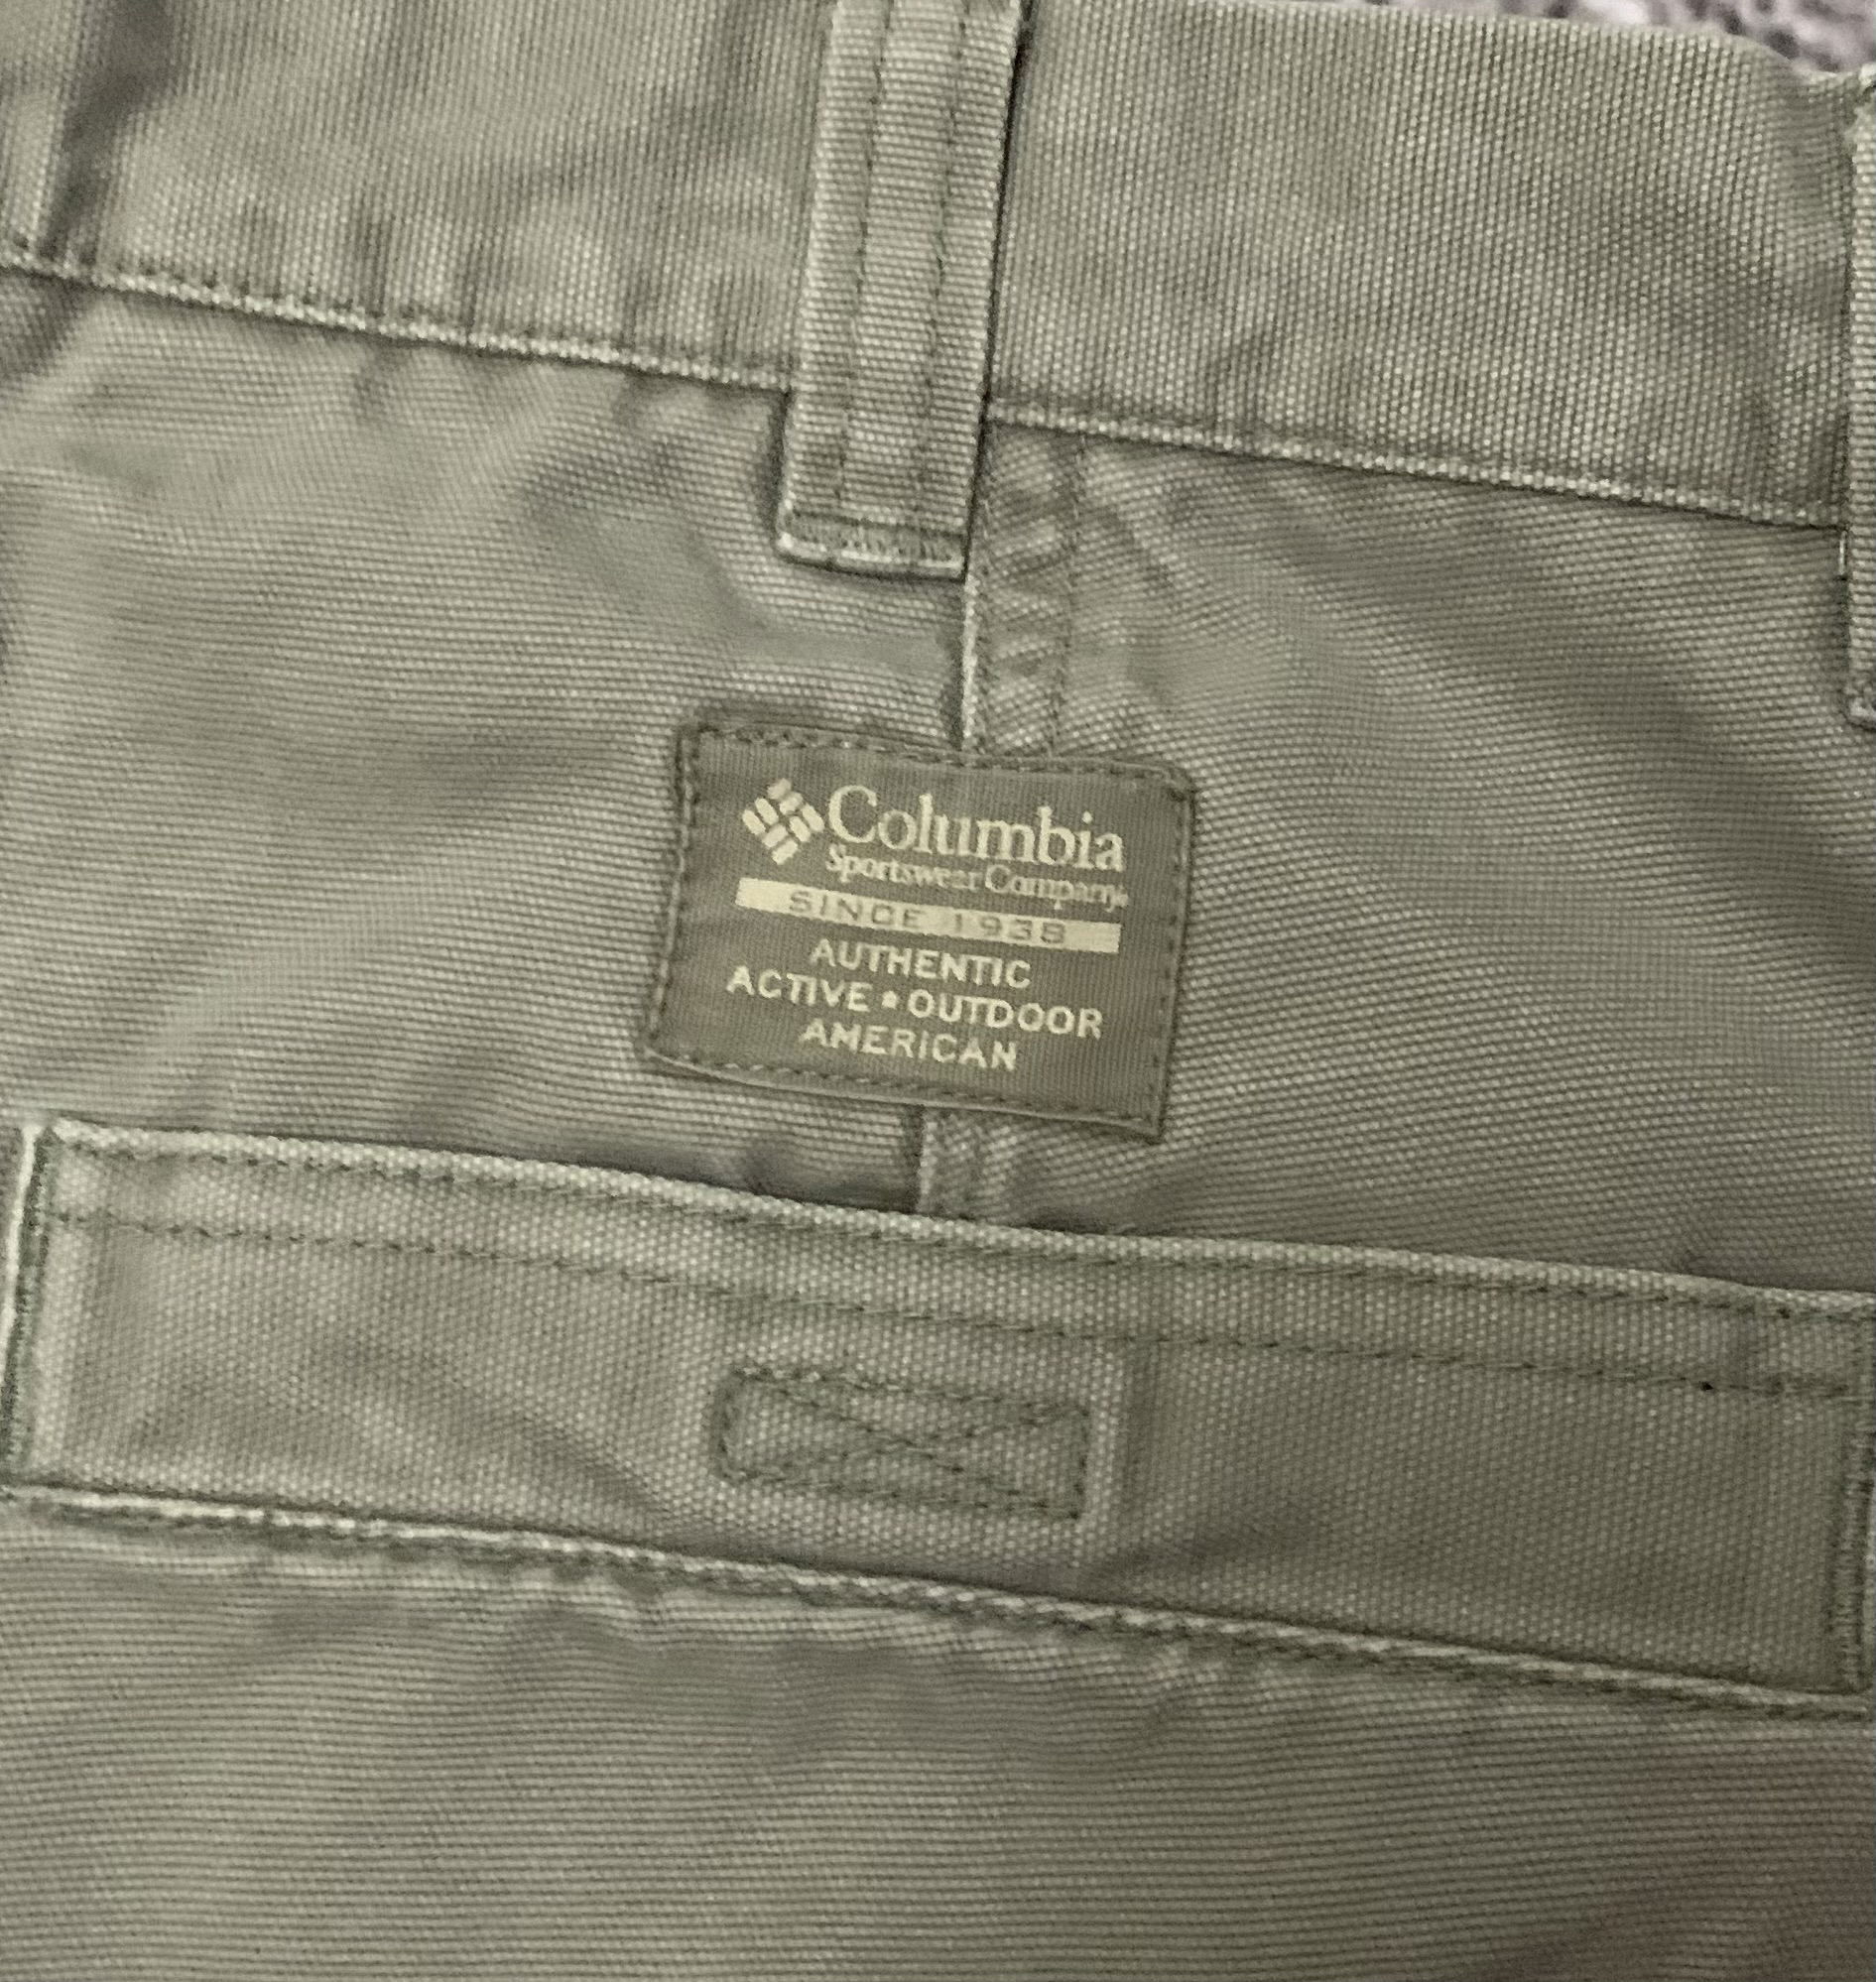 Columbia
Sportswear Company
SINCE 1938
AUTHENTIC
ACTIVE • OUTDOOR
AMERICAN